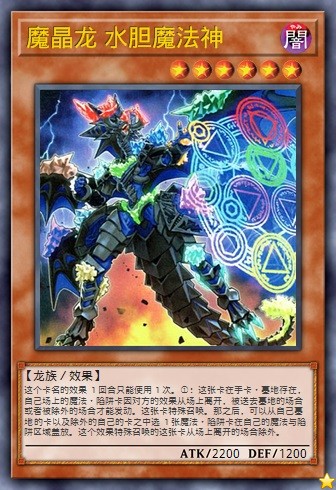 魔晶龙 水胆魔法神
闇
【龙族／效果】
这个卡名的效果1回合只能使用1次。①：这张卡在手卡·墓地存在，
自己场上的魔法·陷阱卡因对方的效果从场上离开，被送去墓地的场合
或者被除外的场合才能发动。这张卡特殊召唤。那之后，可以从自己墓
地的卡以及除外的自己的卡之中选1张魔法·陷阱卡在自己的魔法与陷
阱区域盖放。这个效果特殊召唤的这张卡从场上离开的场合除外。
ATK/2200 DEF/1200